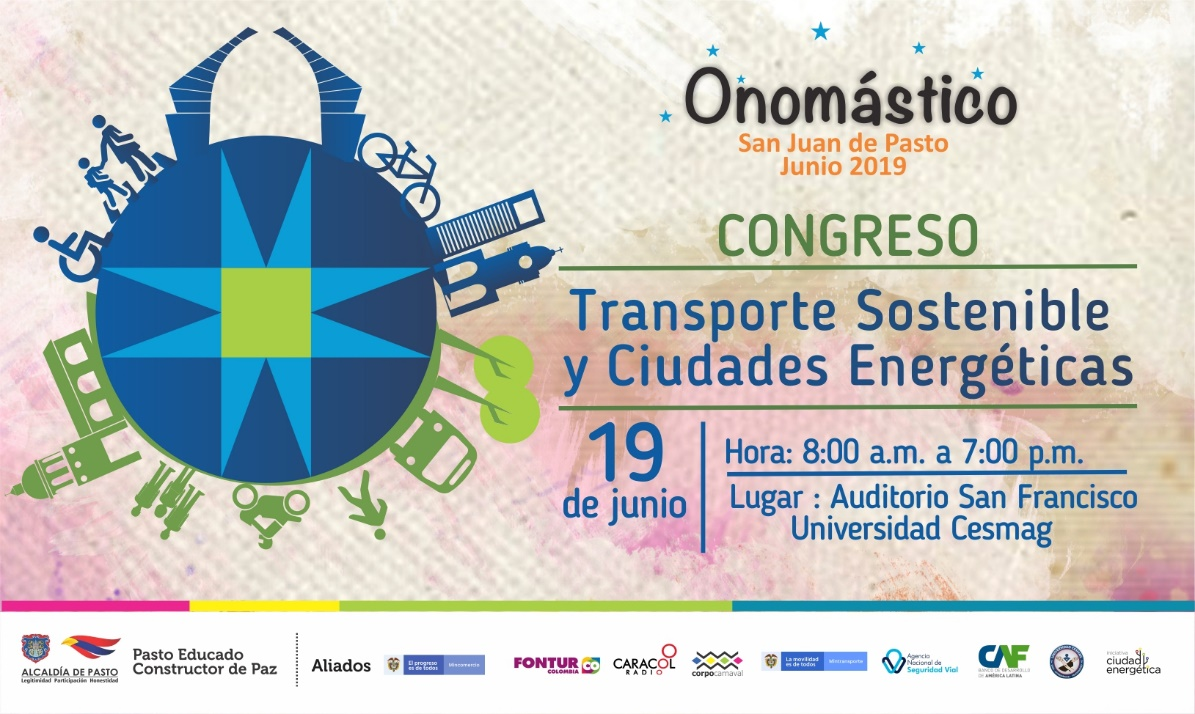 Onomástico
San Juan de Pasto
Junio 2019
CONGRESO
Transporte Sostenible
y Ciudades Energéticas
19
de junio
Hora: 8:00 a.m. a 7:00 p.m.
Lugar : Auditorio San Francisco
Universidad Cesmag
ALCALDÍA DE PASTO
Legitimidad Participación Honestidad
Pasto Educado
Constructor de Paz
Aliados
El progreso
es de todos
Mincomercio
FONTUR
COLOMBIA
CO
CARACOL
RADIO
corpocarnaval
La movilidad
es de todos
Mintransporte
Agencia
Nacional de
Seguridad Vial
CAF
BANCO DE DESARROLLO
DE AMÉRICA LATINA
iniciativa
ciudad
energética